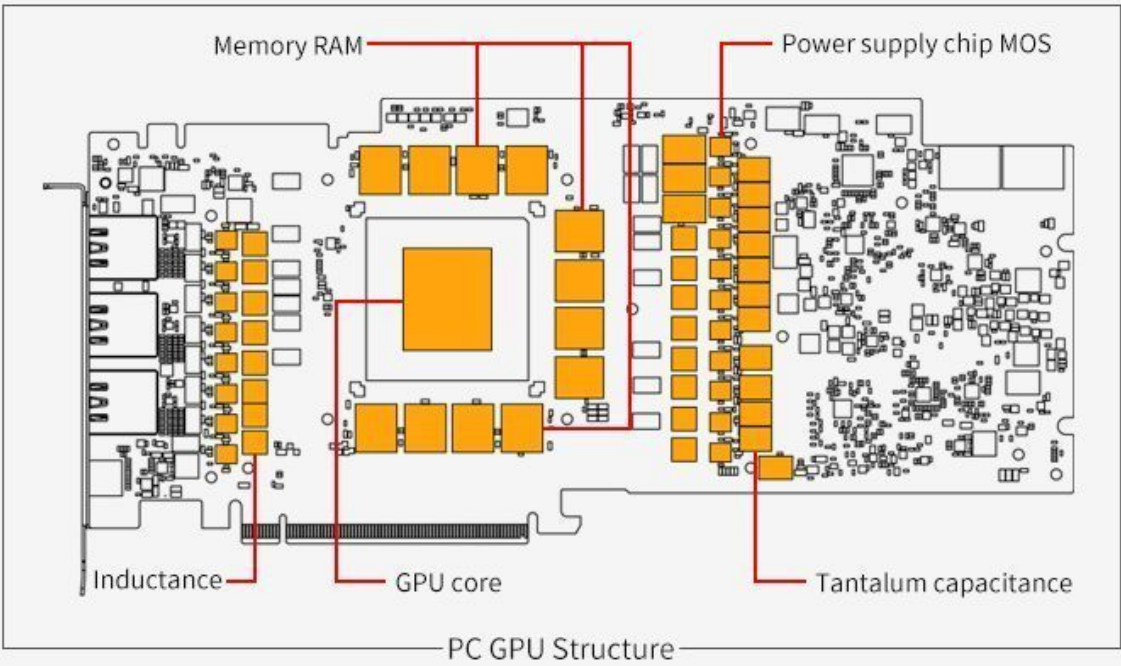 Memory RAM
Power supply chip MOS
Inductance
GPU core
Tantalum capacitance
PC GPU Structure